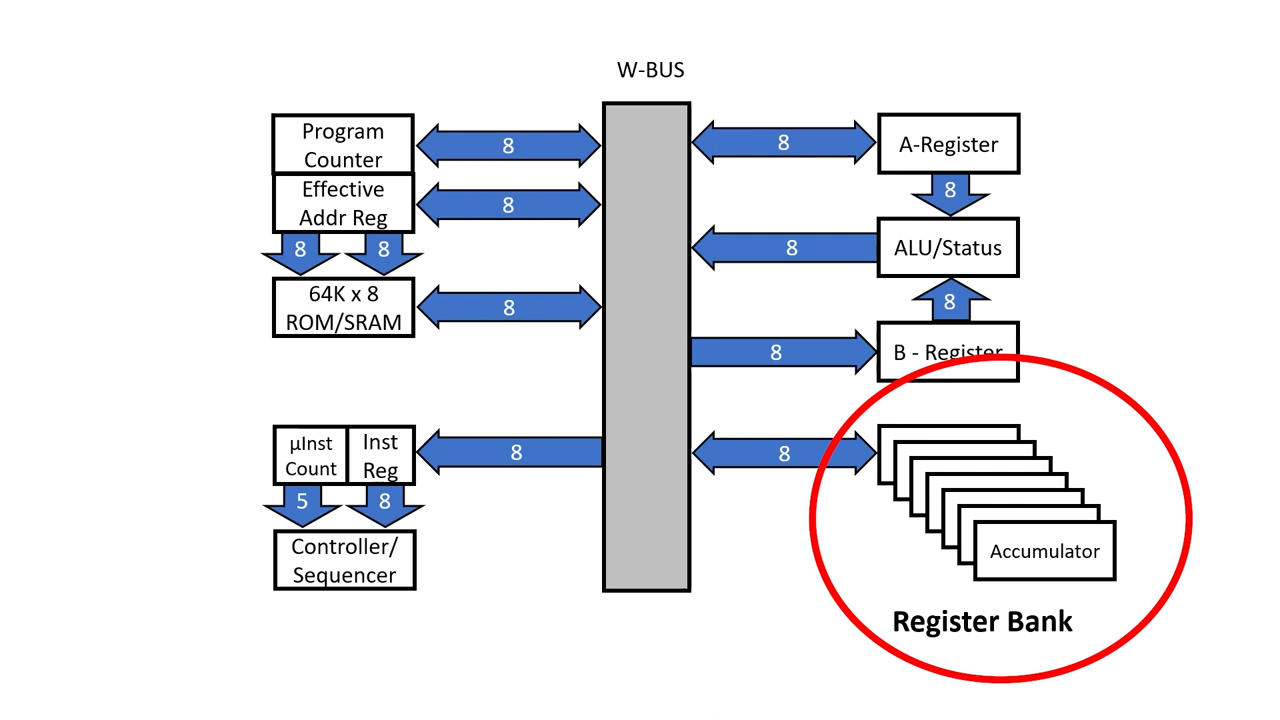 W-BUS
Program
Counter
8
8
A-Register
Effective
Addr Reg
8
8
8
8
8
ALU/Status
64K x 8
ROM/SRAM
8
8
8
B - Register
µInst
Count
Inst
Reg
8
8
5
8
Controller/
Sequencer
Accumulator
Register Bank